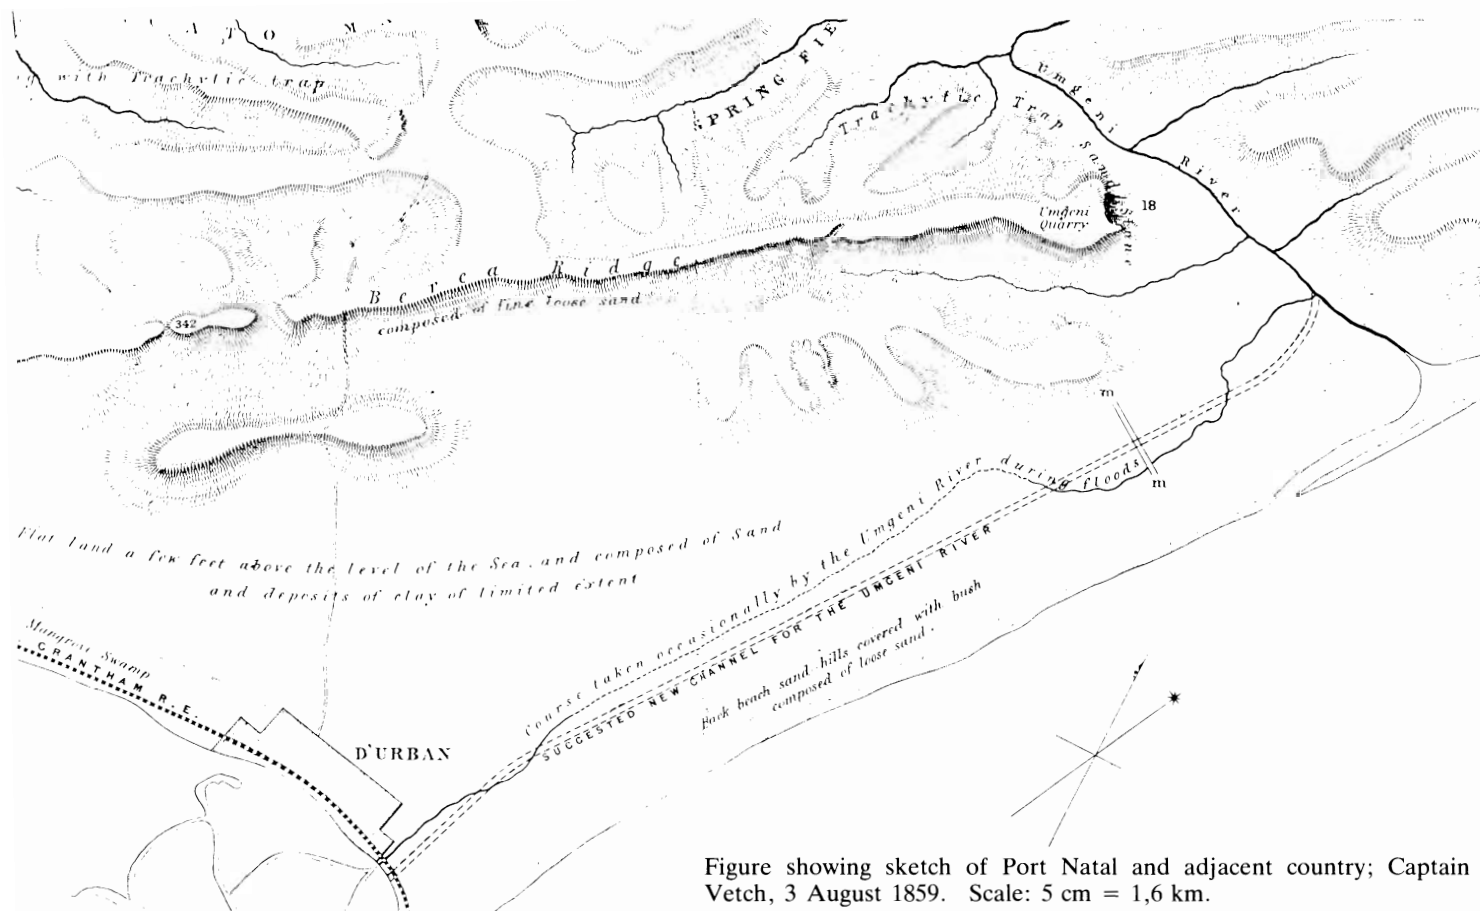 ATO M
with Trachytic trap
SPRING FIE
Trachytic Trap Sandstone
Umgeni River
Umgeni
Quarry
18
Berea Ridge
composed of fine loose sand
342
m
m
Course taken occasionally by the Umgeni River during floods
SUGGESTED NEW CHANNEL FOR THE UMGENI RIVER
Flat land a few feet above the level of the Sea, and composed of Sand
and deposits of clay of limited extent
Back beach sand hills covered with bush
composed of loose sand.
Mangrove Swamp
GRANTHAM R.E.
D'URBAN
Figure showing sketch of Port Natal and adjacent country; Captain
Vetch, 3 August 1859. Scale: 5 cm = 1,6 km.